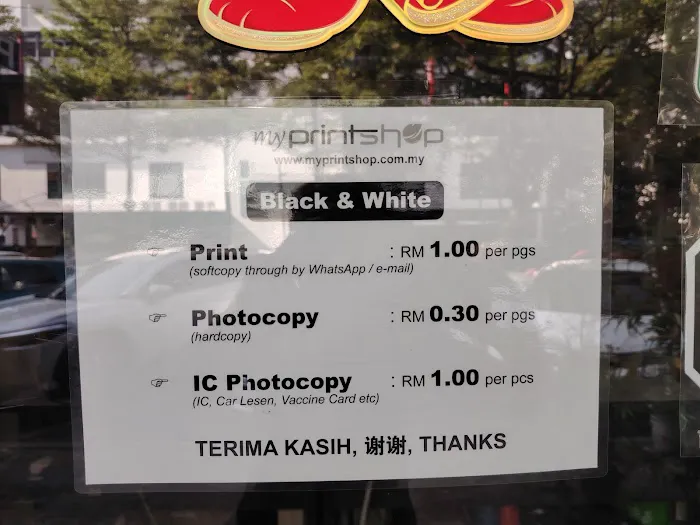 myprintshop
www.myprintshop.com.my
Black & White
☞ Print : RM 1.00 per pgs
(softcopy through by WhatsApp / e-mail)
☞ Photocopy : RM 0.30 per pgs
(hardcopy)
☞ IC Photocopy : RM 1.00 per pcs
(IC, Car Lesen, Vaccine Card etc)
TERIMA KASIH, 谢谢, THANKS